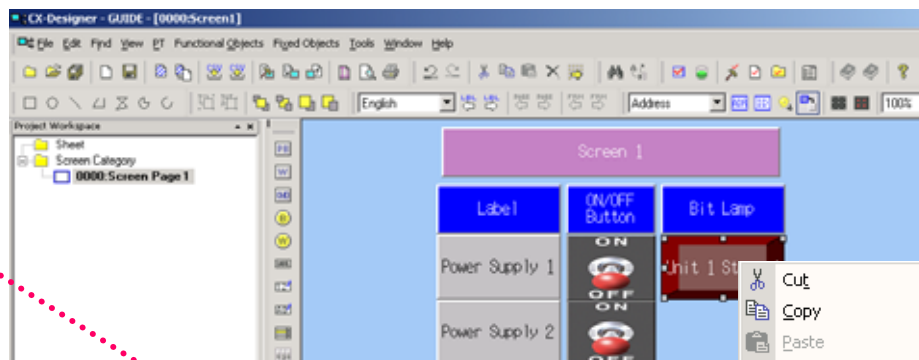 CX-Designer - GUIDE - [0000:Screen1]
File Edit Find View PT Functional Objects Fixed Objects Tools Window Help
English Address 100%
Project Workspace
Sheet
Screen Category
0000:Screen Page 1
Screen 1
Label ON/OFF Button Bit Lamp
Power Supply 1 ON OFF Unit 1 St
Power Supply 2 ON OFF
Cut
Copy
Paste